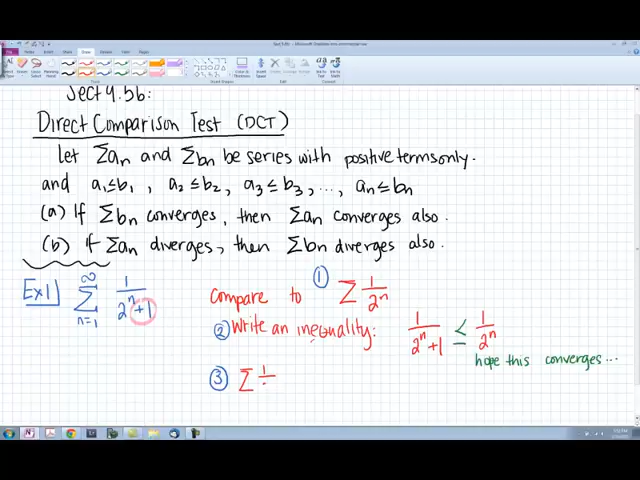 Sect 9.5b:
Direct Comparison Test (DCT)
Let Σan and Σbn be series with positive terms only.
and a1≤b1, a2≤b2, a3≤b3, ..., an≤bn
(a) If Σbn converges, then Σan converges also.
(b) If Σan diverges, then Σbn diverges also.
Ex1 ∞ Σ n=1 1/(2^n+1)
Compare to ① Σ 1/2^n
② Write an inequality: 1/(2^n+1) ≤ 1/2^n
hope this converges...
③ Σ 1/